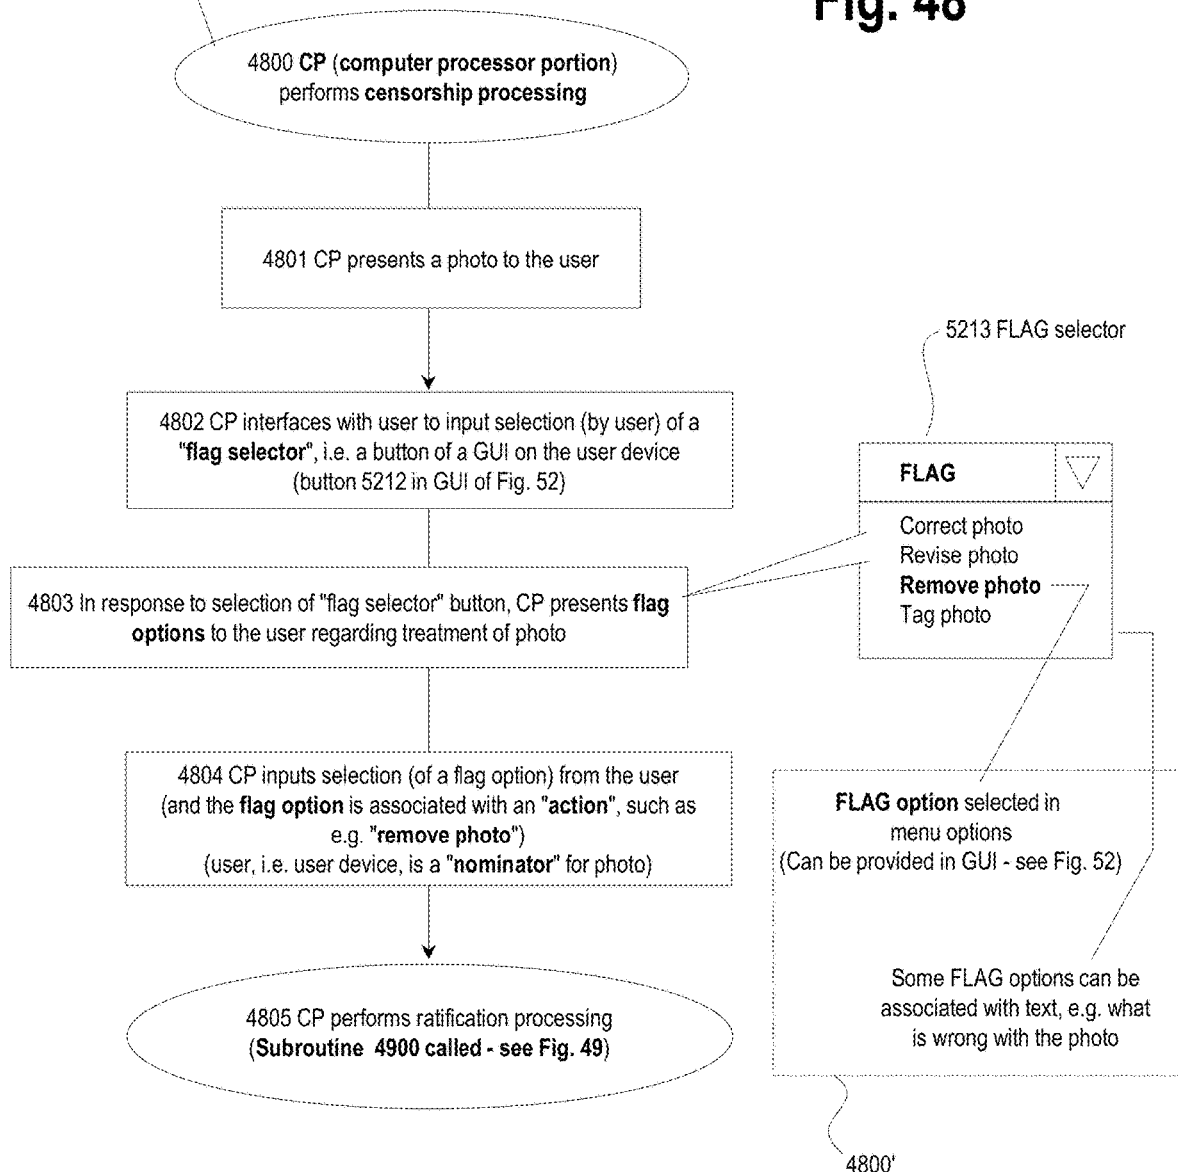 Fig. 48
4800 CP (computer processor portion)
performs censorship processing
4801 CP presents a photo to the user
5213 FLAG selector
4802 CP interfaces with user to input selection (by user) of a
"flag selector", i.e. a button of a GUI on the user device
(button 5212 in GUI of Fig. 52)
FLAG
Correct photo
Revise photo
Remove photo
Tag photo
4803 In response to selection of "flag selector" button, CP presents flag
options to the user regarding treatment of photo
4804 CP inputs selection (of a flag option) from the user
(and the flag option is associated with an "action", such as
e.g. "remove photo")
(user, i.e. user device, is a "nominator" for photo)
FLAG option selected in
menu options
(Can be provided in GUI - see Fig. 52)
Some FLAG options can be
associated with text, e.g. what
is wrong with the photo
4805 CP performs ratification processing
(Subroutine 4900 called - see Fig. 49)
4800'